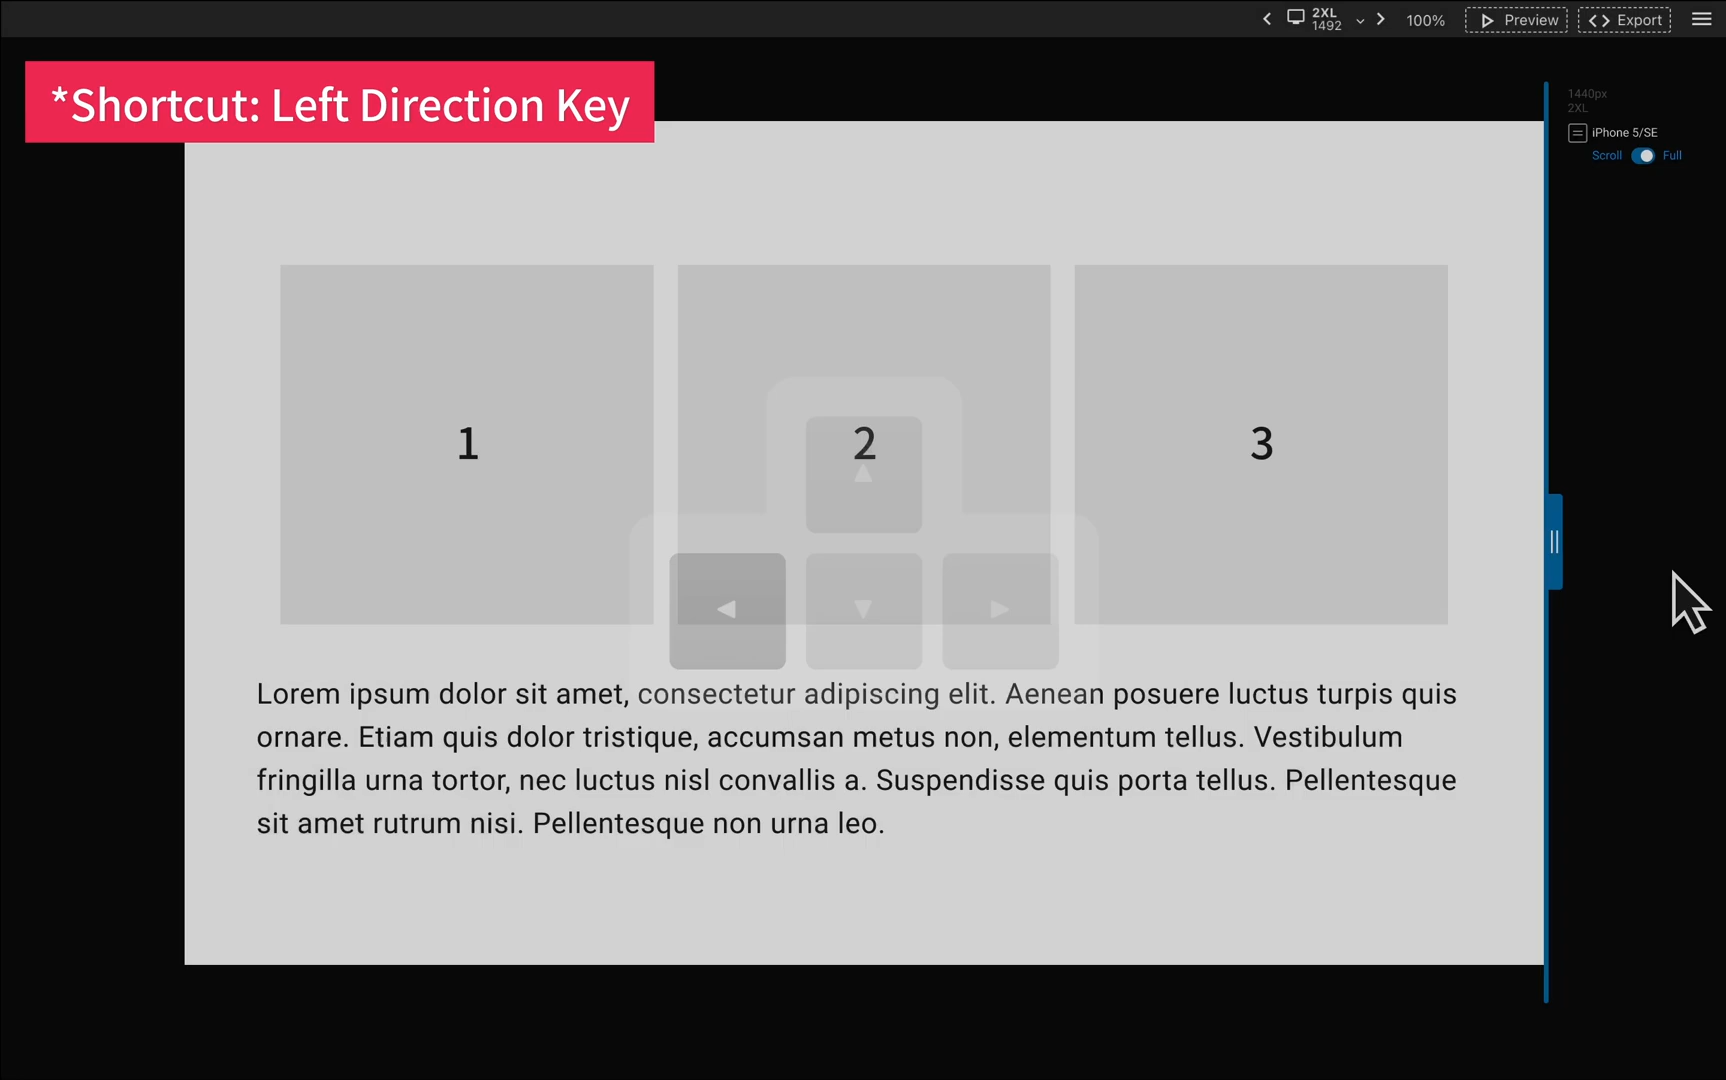 2XL
1492
100%
Preview
Export
*Shortcut: Left Direction Key
1440px
2XL
iPhone 5/SE
Scroll
Full
1
2
3
Lorem ipsum dolor sit amet, consectetur adipiscing elit. Aenean posuere luctus turpis quis
ornare. Etiam quis dolor tristique, accumsan metus non, elementum tellus. Vestibulum
fringilla urna tortor, nec luctus nisl convallis a. Suspendisse quis porta tellus. Pellentesque
sit amet rutrum nisi. Pellentesque non urna leo.